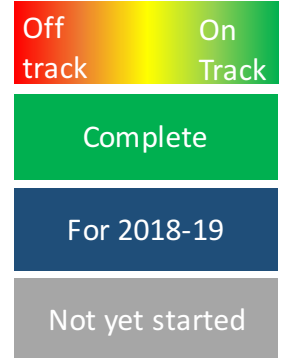 Off On
track Track
Complete
For 2018-19
Not yet started